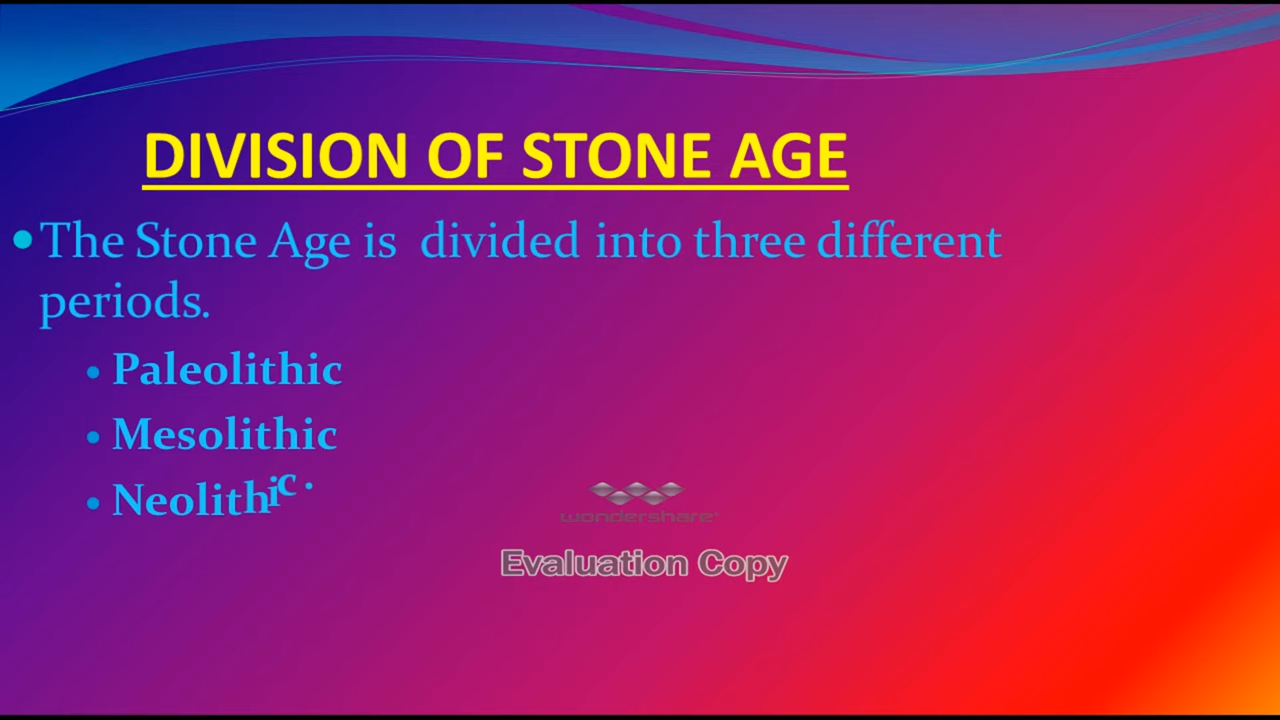 DIVISION OF STONE AGE
•The Stone Age is divided into three different
periods.
• Paleolithic
• Mesolithic
• Neolithic.
wondershare
Evaluation Copy